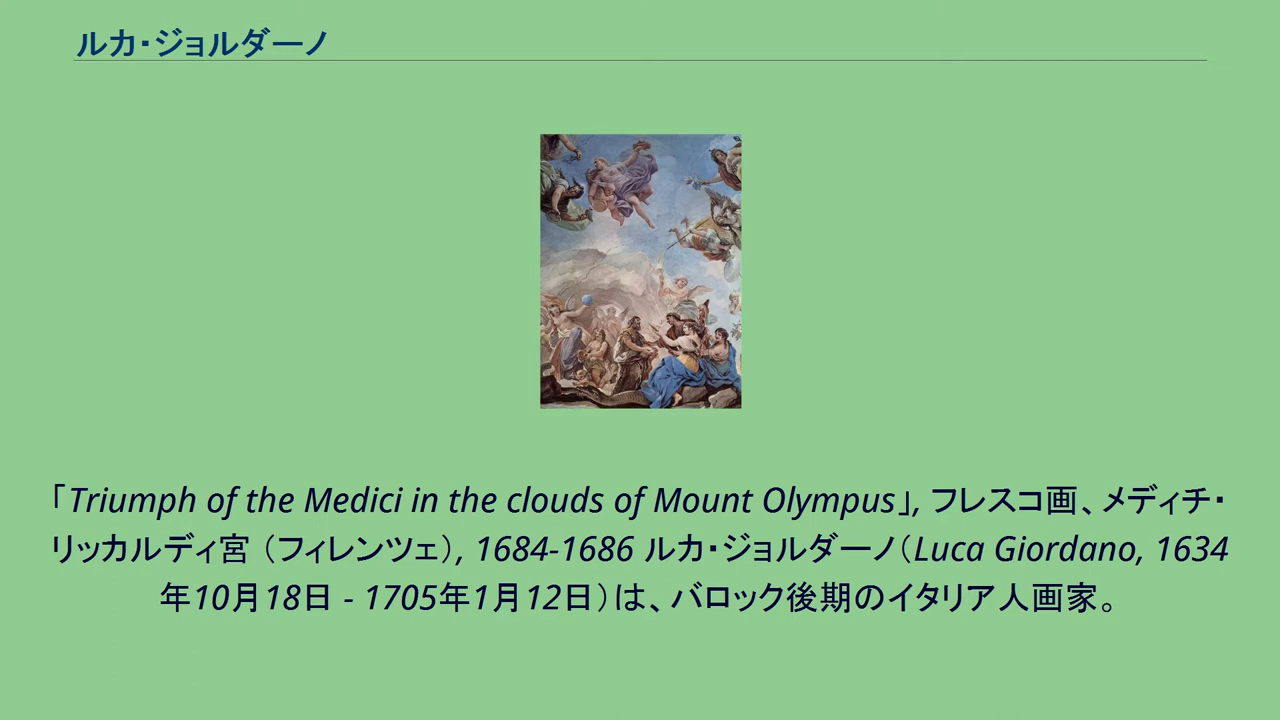 ルカ・ジョルダーノ
「Triumph of the Medici in the clouds of Mount Olympus」, フレスコ画、メディチ・
リッカルディ宮（フィレンツェ）, 1684-1686 ルカ・ジョルダーノ（Luca Giordano, 1634
年10月18日 - 1705年1月12日）は、バロック後期のイタリア人画家。